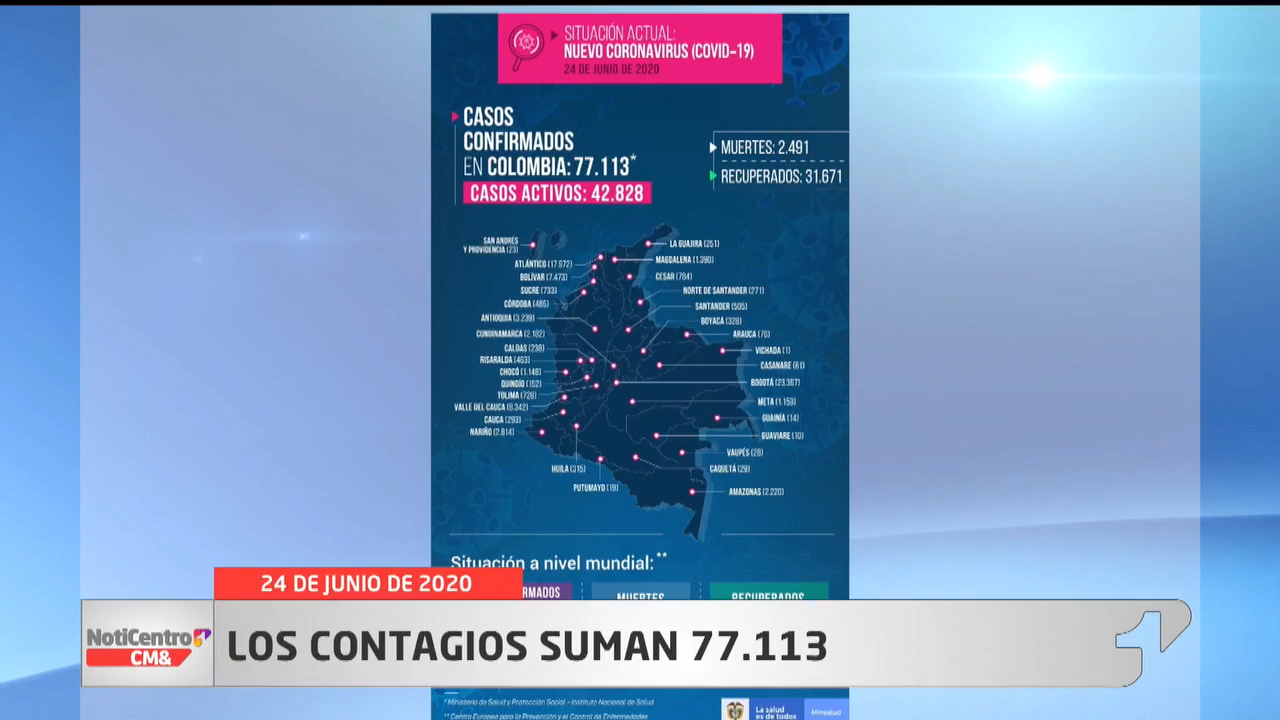 SITUACIÓN ACTUAL:
NUEVO CORONAVIRUS (COVID-19)
24 DE JUNIO DE 2020
CASOS
CONFIRMADOS
EN COLOMBIA: 77.113*
CASOS ACTIVOS: 42.828
MUERTES: 2.491
RECUPERADOS: 31.671
SAN ANDRES
Y PROVIDENCIA (23)
ATLÁNTICO (17.972)
BOLÍVAR (7.473)
SUCRE (733)
CÓRDOBA (485)
ANTIOQUIA (3.239)
CUNDINAMARCA (2.182)
CALDAS (238)
RISARALDA (463)
CHOCÓ (1.148)
QUINDÍO (152)
TOLIMA (728)
VALLE DEL CAUCA (8.342)
CAUCA (293)
NARIÑO (2.814)
HUILA (315)
PUTUMAYO (19)
LA GUAJIRA (251)
MAGDALENA (1.390)
CESAR (784)
NORTE DE SANTANDER (271)
SANTANDER (505)
BOYACÁ (328)
ARAUCA (76)
VICHADA (1)
CASANARE (61)
BOGOTÁ (23.367)
META (1.159)
GUAINÍA (14)
GUAVIARE (10)
VAUPÉS (28)
CAQUETÁ (29)
AMAZONAS (2.220)
Situación a nivel mundial:**
RMADOS
MUERTES
RECUPERADOS
24 DE JUNIO DE 2020
NotiCentro 1
CM&
LOS CONTAGIOS SUMAN 77.113
* Ministerio de Salud y Protección Social - Instituto Nacional de Salud
** Centro Europeo para la Prevención y el Control de Enfermedades
La salud
es de todos
Minsalud